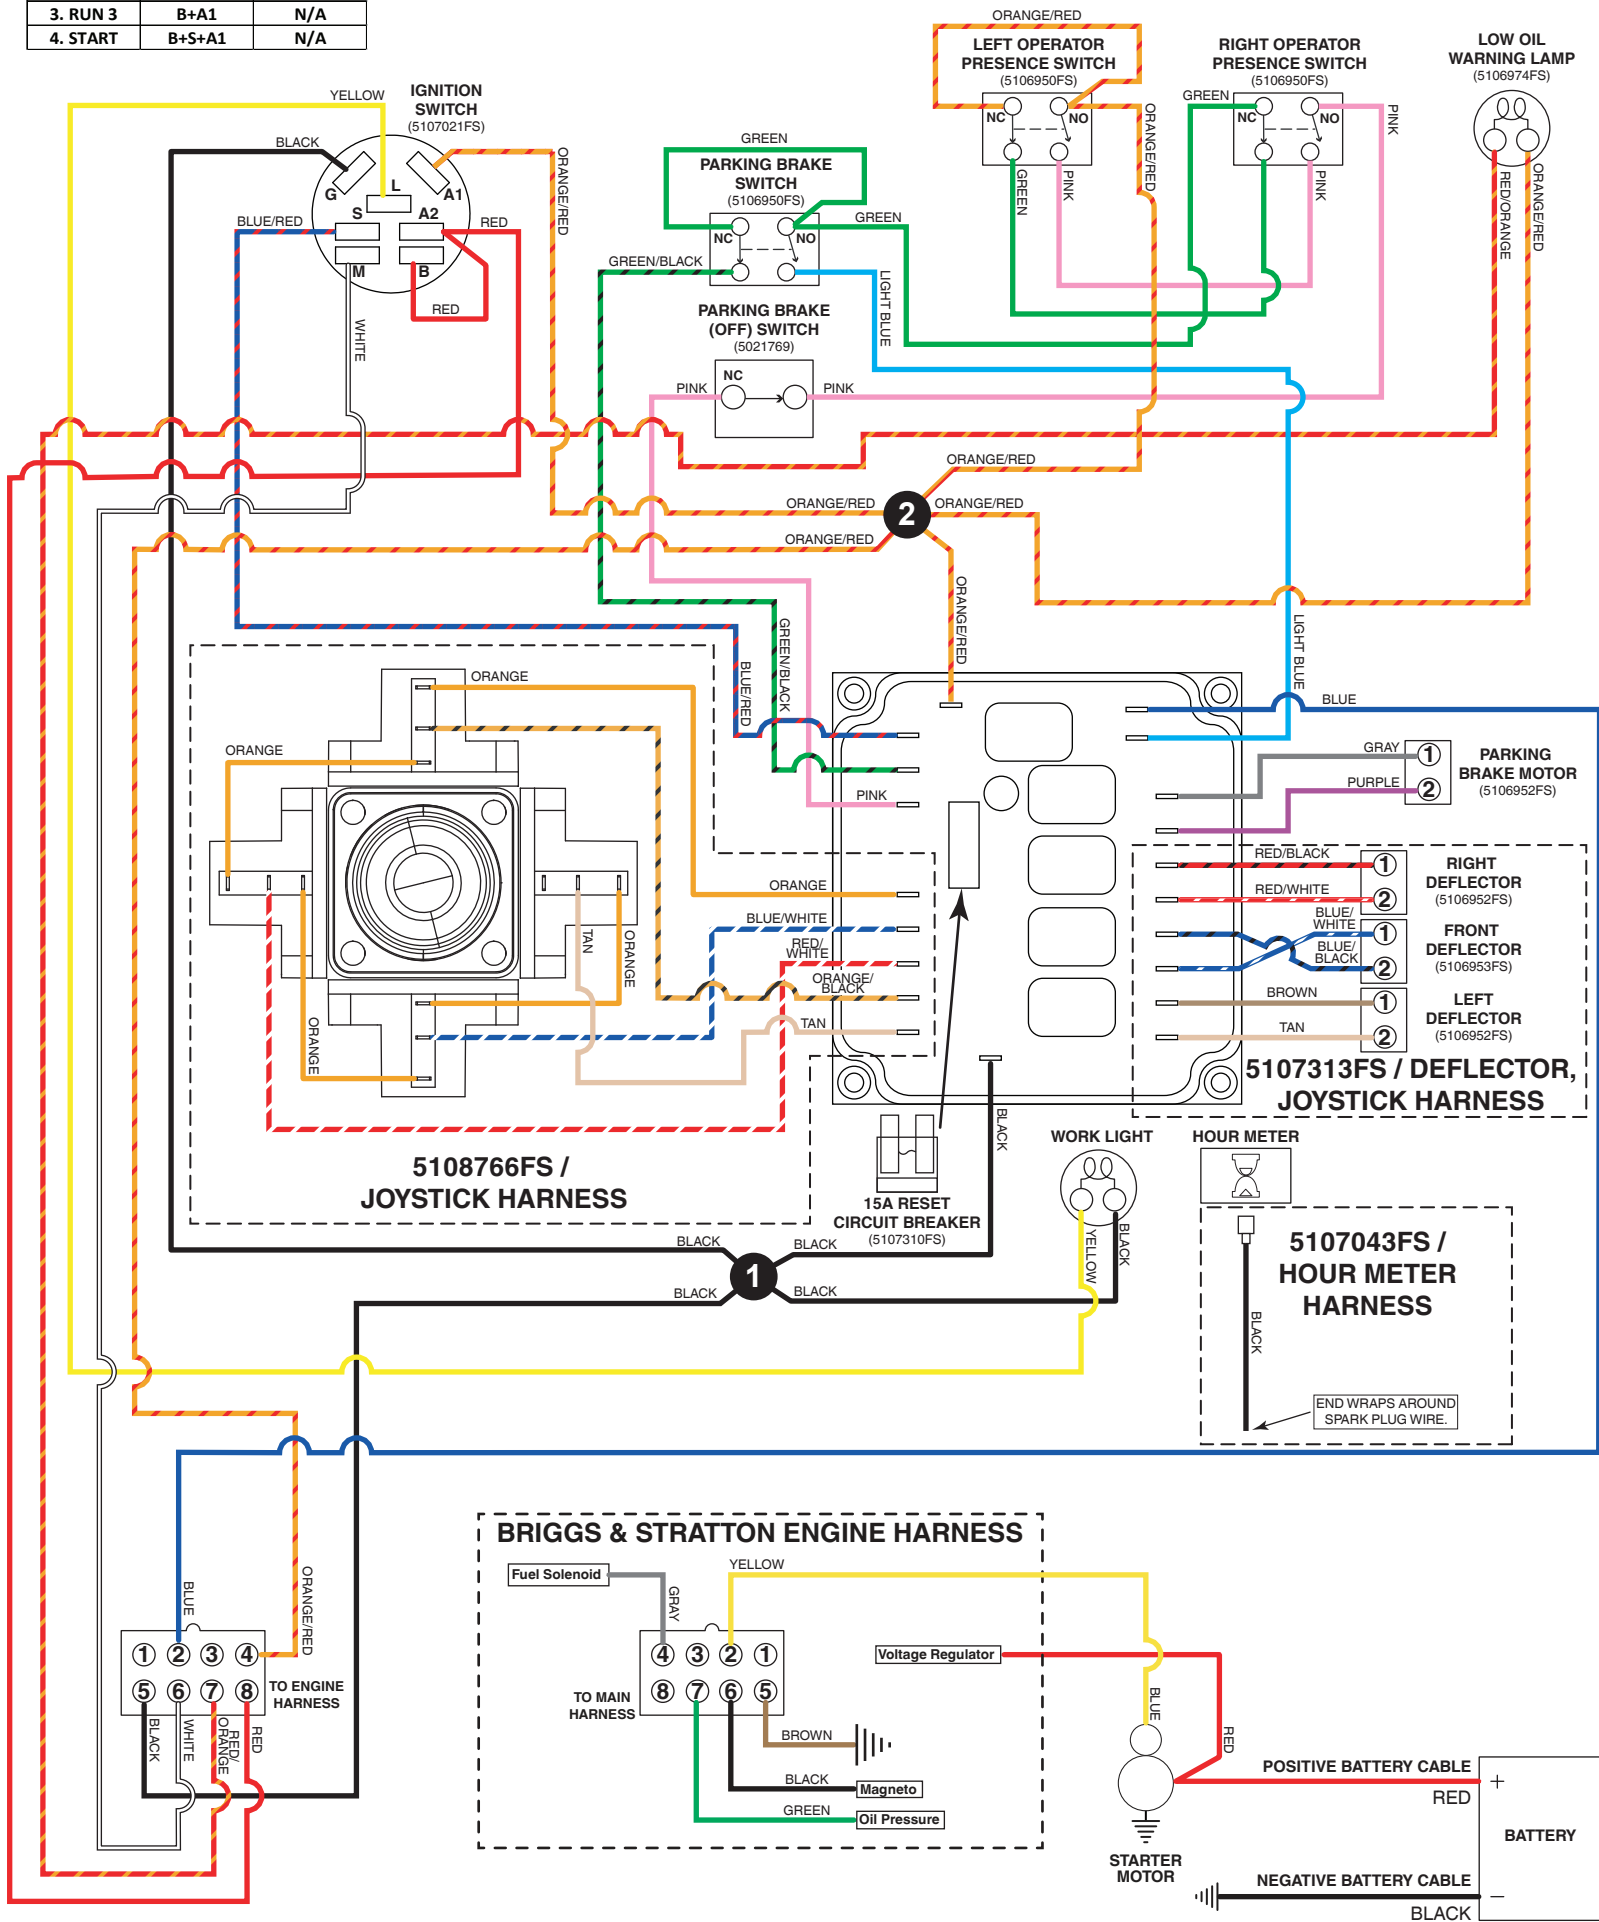 3. RUN 3 B+A1 N/A
4. START B+S+A1 N/A
ORANGE/RED
LEFT OPERATOR
PRESENCE SWITCH
(5106950FS)
NC
NO
GREEN
PINK
ORANGE/RED
RIGHT OPERATOR
PRESENCE SWITCH
(5106950FS)
GREEN
NC
NO
PINK
PINK
LOW OIL
WARNING LAMP
(5106974FS)
RED/ORANGE
ORANGE/RED
YELLOW
IGNITION
SWITCH
(5107021FS)
BLACK
G
L
A1
S
A2
M
B
BLUE/RED
RED
RED
WHITE
ORANGE/RED
GREEN
PARKING BRAKE
SWITCH
(5106950FS)
NC
NO
GREEN
GREEN/BLACK
LIGHT BLUE
PARKING BRAKE
(OFF) SWITCH
(5021769)
NC
PINK
PINK
ORANGE/RED
ORANGE/RED
2
ORANGE/RED
ORANGE/RED
ORANGE/RED
GREEN/BLACK
BLUE/RED
LIGHT BLUE
ORANGE
ORANGE
BLUE
PINK
GRAY
1
PURPLE
2
PARKING
BRAKE MOTOR
(5106952FS)
RED/BLACK
1
RED/WHITE
2
RIGHT
DEFLECTOR
(5106952FS)
BLUE/
WHITE
1
BLUE/
BLACK
2
FRONT
DEFLECTOR
(5106953FS)
BROWN
1
TAN
2
LEFT
DEFLECTOR
(5106952FS)
5107313FS / DEFLECTOR,
JOYSTICK HARNESS
ORANGE
BLUE/WHITE
RED/
WHITE
ORANGE/
BLACK
TAN
TAN
ORANGE
ORANGE
5108766FS /
JOYSTICK HARNESS
15A RESET
CIRCUIT BREAKER
(5107310FS)
BLACK
WORK LIGHT
YELLOW
BLACK
HOUR METER
5107043FS /
HOUR METER
HARNESS
BLACK
END WRAPS AROUND
SPARK PLUG WIRE.
BLACK
BLACK
1
BLACK
BLACK
BLUE
ORANGE/RED
1 2 3 4
5 6 7 8
TO ENGINE
HARNESS
BLACK
WHITE
RED/
ORANGE
RED
BRIGGS & STRATTON ENGINE HARNESS
Fuel Solenoid
GRAY
YELLOW
4 3 2 1
8 7 6 5
TO MAIN
HARNESS
Voltage Regulator
BROWN
BLACK
Magneto
GREEN
Oil Pressure
BLUE
RED
STARTER
MOTOR
POSITIVE BATTERY CABLE
RED
+
BATTERY
NEGATIVE BATTERY CABLE
BLACK
−